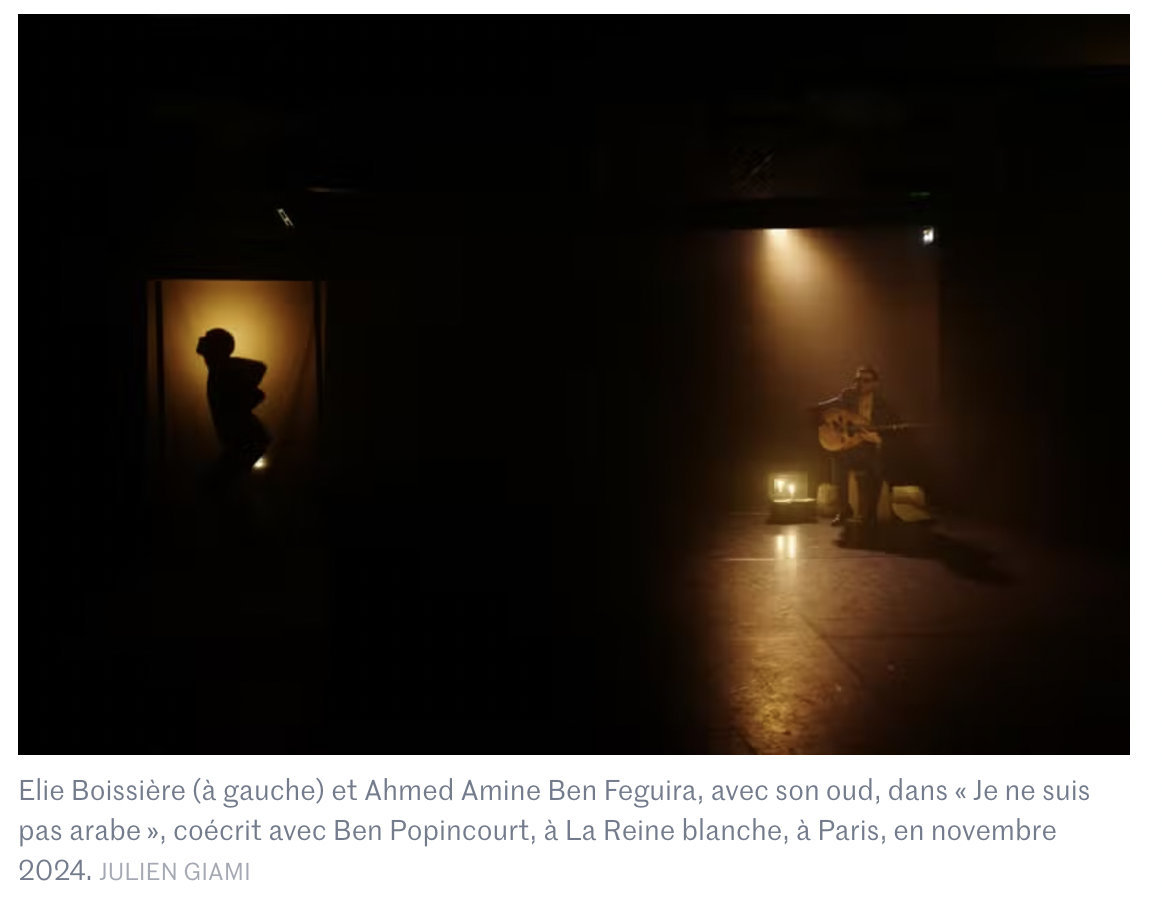 Elie Boissière (à gauche) et Ahmed Amine Ben Feguira, avec son oud, dans « Je ne suis
pas arabe », coécrit avec Ben Popincourt, à La Reine blanche, à Paris, en novembre
2024. JULIEN GIAMI